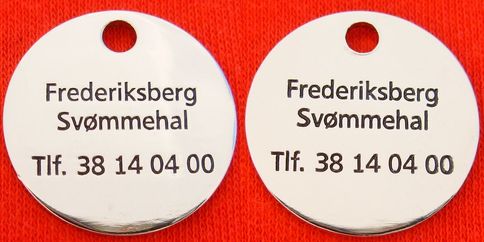 Frederiksberg
Svømmehal
Tlf. 38 14 04 00
Frederiksberg
Svømmehal
Tlf. 38 14 04 00